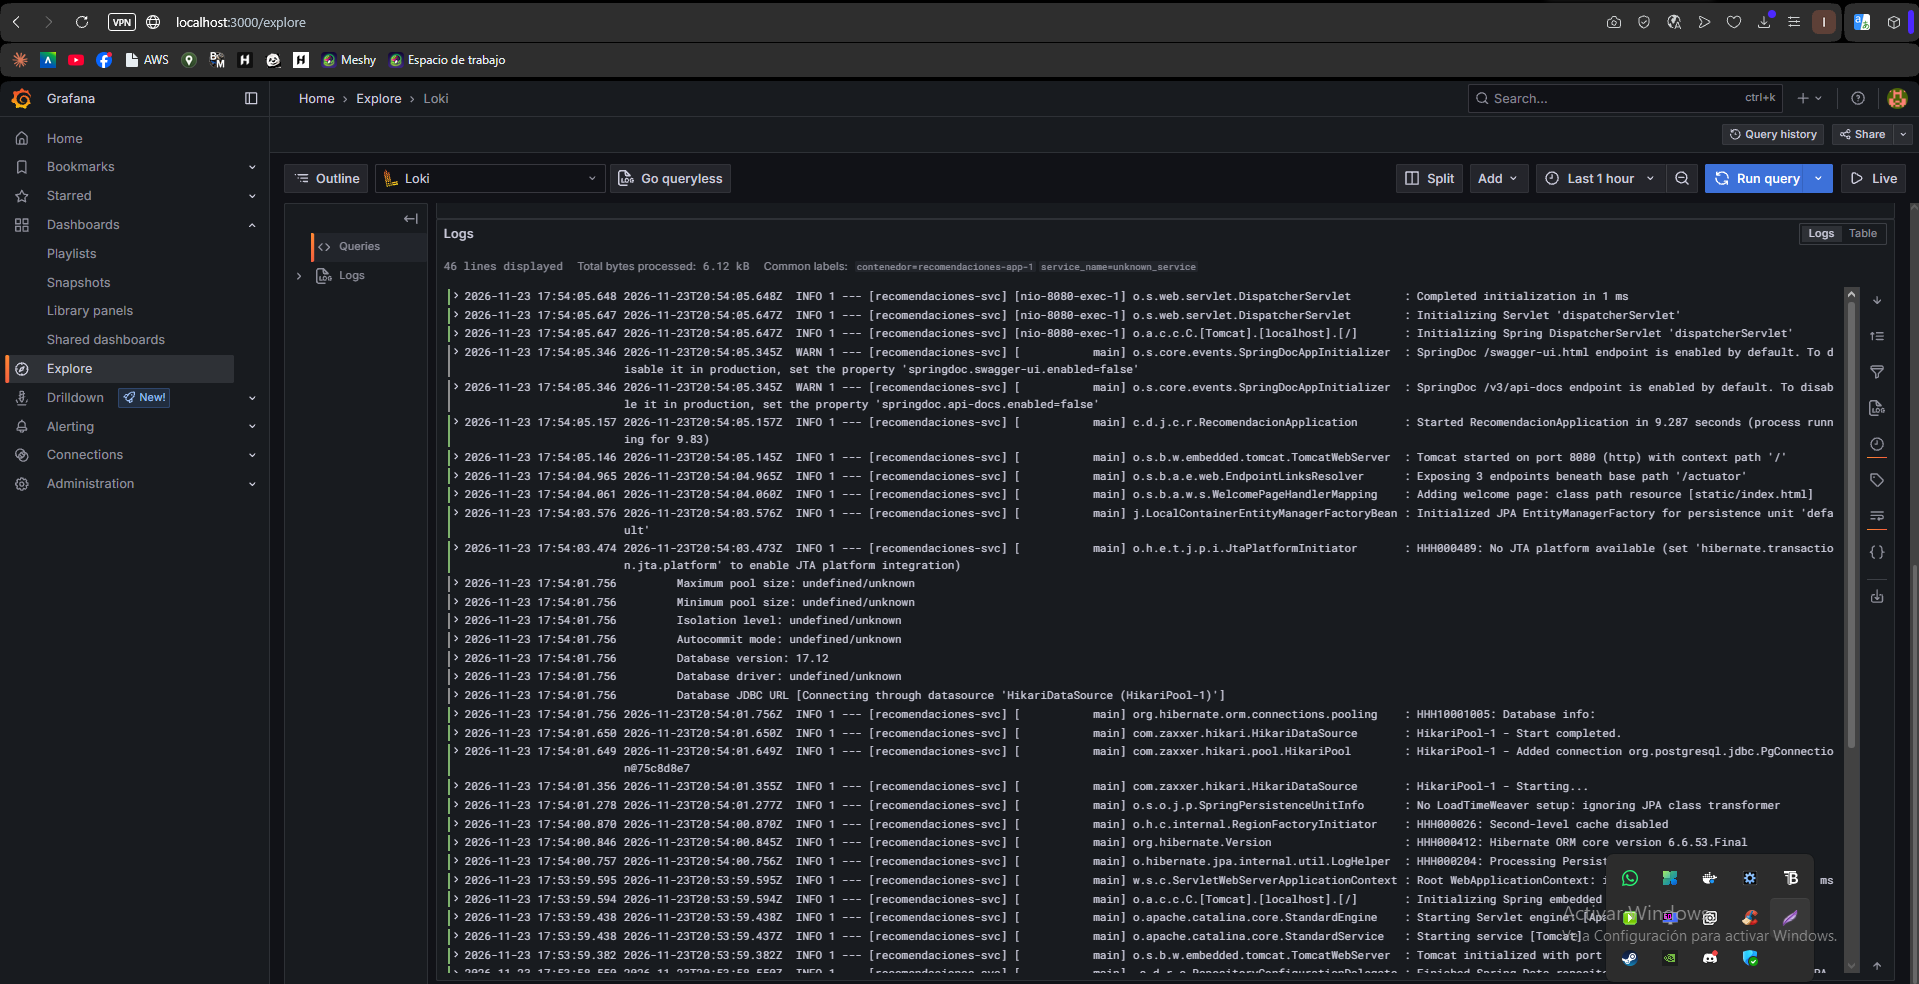 VPN localhost:3000/explore
AWS Meshy Espacio de trabajo
Grafana
Home › Explore › Loki
Search... ctrl+k
Query history Share
Home
Bookmarks
Starred
Dashboards
Playlists
Snapshots
Library panels
Shared dashboards
Explore
Drilldown New!
Alerting
Connections
Administration
Outline Loki Go queryless Split Add Last 1 hour Run query Live
Queries
Logs
Logs Logs Table
46 lines displayed Total bytes processed: 6.12 kB Common labels: contenedor=recomendaciones-app-1 service_name=unknown_service
2026-11-23 17:54:05.648 2026-11-23T20:54:05.648Z INFO 1 --- [recomendaciones-svc] [nio-8080-exec-1] o.s.web.servlet.DispatcherServlet : Completed initialization in 1 ms
2026-11-23 17:54:05.647 2026-11-23T20:54:05.647Z INFO 1 --- [recomendaciones-svc] [nio-8080-exec-1] o.s.web.servlet.DispatcherServlet : Initializing Servlet 'dispatcherServlet'
2026-11-23 17:54:05.647 2026-11-23T20:54:05.647Z INFO 1 --- [recomendaciones-svc] [nio-8080-exec-1] o.a.c.c.C.[Tomcat].[localhost].[/] : Initializing Spring DispatcherServlet 'dispatcherServlet'
2026-11-23 17:54:05.346 2026-11-23T20:54:05.345Z WARN 1 --- [recomendaciones-svc] [ main] o.s.core.events.SpringDocAppInitializer : SpringDoc /swagger-ui.html endpoint is enabled by default. To d
isable it in production, set the property 'springdoc.swagger-ui.enabled=false'
2026-11-23 17:54:05.346 2026-11-23T20:54:05.345Z WARN 1 --- [recomendaciones-svc] [ main] o.s.core.events.SpringDocAppInitializer : SpringDoc /v3/api-docs endpoint is enabled by default. To disab
le it in production, set the property 'springdoc.api-docs.enabled=false'
2026-11-23 17:54:05.157 2026-11-23T20:54:05.157Z INFO 1 --- [recomendaciones-svc] [ main] c.d.j.c.r.RecomendacionApplication : Started RecomendacionApplication in 9.287 seconds (process runn
ing for 9.83)
2026-11-23 17:54:05.146 2026-11-23T20:54:05.145Z INFO 1 --- [recomendaciones-svc] [ main] o.s.b.w.embedded.tomcat.TomcatWebServer : Tomcat started on port 8080 (http) with context path '/'
2026-11-23 17:54:04.965 2026-11-23T20:54:04.965Z INFO 1 --- [recomendaciones-svc] [ main] o.s.b.a.e.web.EndpointLinksResolver : Exposing 3 endpoints beneath base path '/actuator'
2026-11-23 17:54:04.061 2026-11-23T20:54:04.060Z INFO 1 --- [recomendaciones-svc] [ main] o.s.b.a.w.s.WelcomePageHandlerMapping : Adding welcome page: class path resource [static/index.html]
2026-11-23 17:54:03.576 2026-11-23T20:54:03.576Z INFO 1 --- [recomendaciones-svc] [ main] j.LocalContainerEntityManagerFactoryBean : Initialized JPA EntityManagerFactory for persistence unit 'defa
ult'
2026-11-23 17:54:03.474 2026-11-23T20:54:03.473Z INFO 1 --- [recomendaciones-svc] [ main] o.h.e.t.j.p.i.JtaPlatformInitiator : HHH000489: No JTA platform available (set 'hibernate.transactio
n.jta.platform' to enable JTA platform integration)
2026-11-23 17:54:01.756 Maximum pool size: undefined/unknown
2026-11-23 17:54:01.756 Minimum pool size: undefined/unknown
2026-11-23 17:54:01.756 Isolation level: undefined/unknown
2026-11-23 17:54:01.756 Autocommit mode: undefined/unknown
2026-11-23 17:54:01.756 Database version: 17.12
2026-11-23 17:54:01.756 Database driver: undefined/unknown
2026-11-23 17:54:01.756 Database JDBC URL [Connecting through datasource 'HikariDataSource (HikariPool-1)']
2026-11-23 17:54:01.756 2026-11-23T20:54:01.756Z INFO 1 --- [recomendaciones-svc] [ main] org.hibernate.orm.connections.pooling : HHH10001005: Database info:
2026-11-23 17:54:01.650 2026-11-23T20:54:01.650Z INFO 1 --- [recomendaciones-svc] [ main] com.zaxxer.hikari.HikariDataSource : HikariPool-1 - Start completed.
2026-11-23 17:54:01.649 2026-11-23T20:54:01.649Z INFO 1 --- [recomendaciones-svc] [ main] com.zaxxer.hikari.pool.HikariPool : HikariPool-1 - Added connection org.postgresql.jdbc.PgConnectio
n@75c8d8e7
2026-11-23 17:54:01.356 2026-11-23T20:54:01.355Z INFO 1 --- [recomendaciones-svc] [ main] com.zaxxer.hikari.HikariDataSource : HikariPool-1 - Starting...
2026-11-23 17:54:01.278 2026-11-23T20:54:01.277Z INFO 1 --- [recomendaciones-svc] [ main] o.s.o.j.p.SpringPersistenceUnitInfo : No LoadTimeWeaver setup: ignoring JPA class transformer
2026-11-23 17:54:00.870 2026-11-23T20:54:00.870Z INFO 1 --- [recomendaciones-svc] [ main] o.h.c.internal.RegionFactoryInitiator : HHH000026: Second-level cache disabled
2026-11-23 17:54:00.846 2026-11-23T20:54:00.845Z INFO 1 --- [recomendaciones-svc] [ main] org.hibernate.Version : HHH000412: Hibernate ORM core version 6.6.53.Final
2026-11-23 17:54:00.757 2026-11-23T20:54:00.756Z INFO 1 --- [recomendaciones-svc] [ main] o.hibernate.jpa.internal.util.LogHelper : HHH000204: Processing Persist
2026-11-23 17:53:59.595 2026-11-23T20:53:59.595Z INFO 1 --- [recomendaciones-svc] [ main] w.s.c.ServletWebServerApplicationContext : Root WebApplicationContext: i ms
2026-11-23 17:53:59.594 2026-11-23T20:53:59.594Z INFO 1 --- [recomendaciones-svc] [ main] o.a.c.c.C.[Tomcat].[localhost].[/] : Initializing Spring embedded
2026-11-23 17:53:59.438 2026-11-23T20:53:59.438Z INFO 1 --- [recomendaciones-svc] [ main] o.apache.catalina.core.StandardEngine : Starting Servlet engine: [Apa
2026-11-23 17:53:59.438 2026-11-23T20:53:59.437Z INFO 1 --- [recomendaciones-svc] [ main] o.apache.catalina.core.StandardService : Starting service [Tomcat]
2026-11-23 17:53:59.382 2026-11-23T20:53:59.382Z INFO 1 --- [recomendaciones-svc] [ main] o.s.b.w.embedded.tomcat.TomcatWebServer : Tomcat initialized with port
Activar Windows
Ve a Configuración para activar Windows.